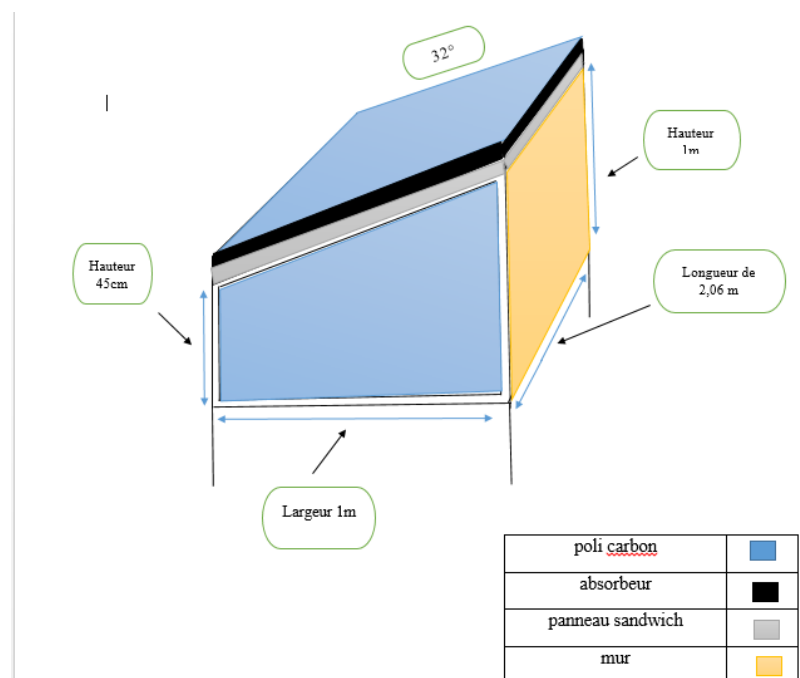 32°
Hauteur
1m
Hauteur
45cm
Longueur de
2,06 m
Largeur 1m
poli carbon
absorbeur
panneau sandwich
mur